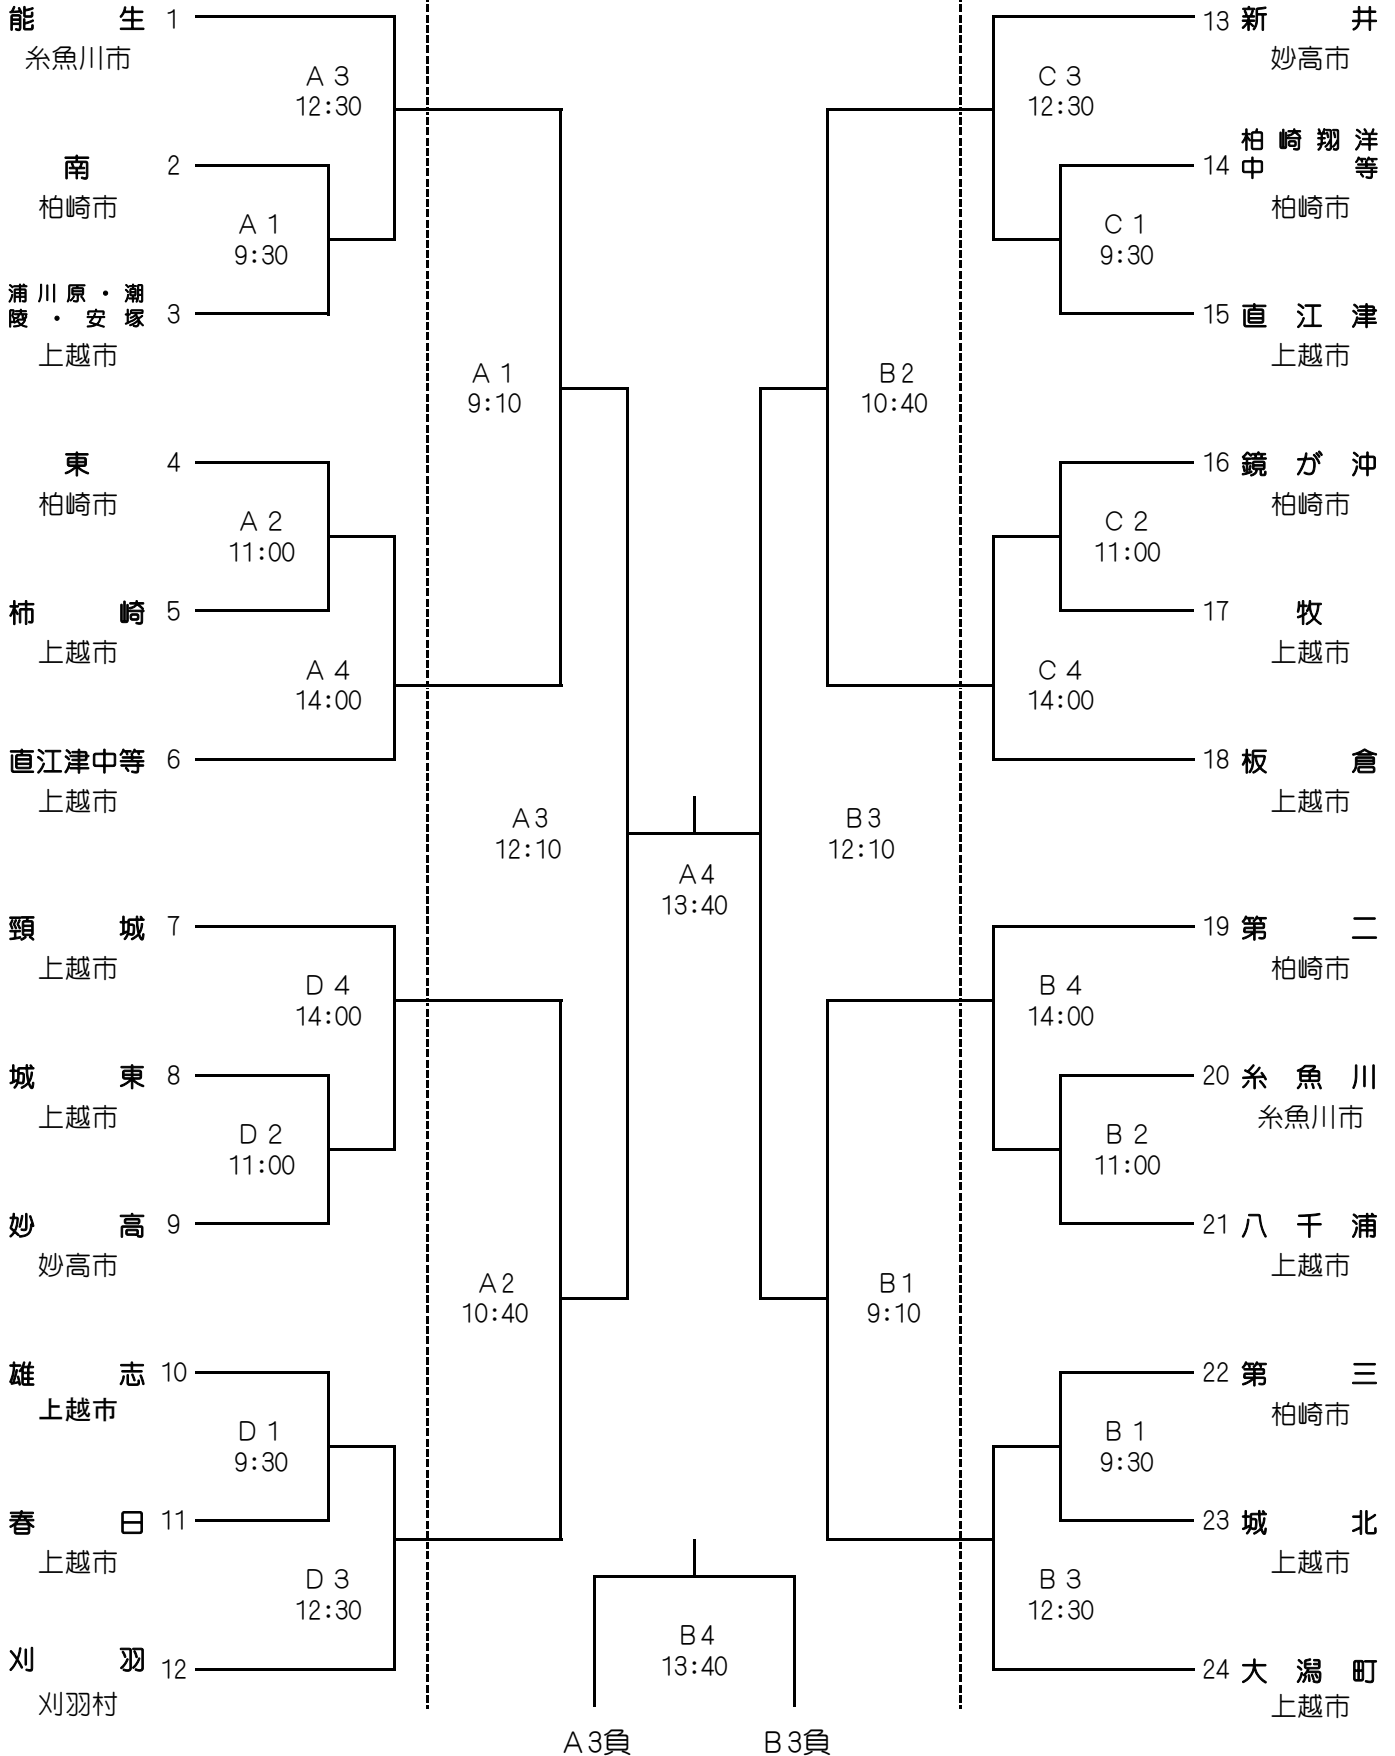 能生 1
糸魚川市
A 3
12:30
南 2
柏崎市
A 1
9:30
浦川原・潮
陵・安塚 3
上越市
A 1
9:10
東 4
柏崎市
A 2
11:00
柿崎 5
上越市
A 4
14:00
直江津中等 6
上越市
A3
12:10
頸城 7
上越市
D 4
14:00
城東 8
上越市
D 2
11:00
妙高 9
妙高市
A2
10:40
雄志 10
上越市
D 1
9:30
春日 11
上越市
D 3
12:30
刈羽 12
刈羽村
A4
13:40
B4
13:40
A3負 B3負
13 新井
妙高市
C 3
12:30
柏崎翔洋
14 中等
柏崎市
C 1
9:30
15 直江津
上越市
B2
10:40
16 鏡が沖
柏崎市
C 2
11:00
17 牧
上越市
C 4
14:00
18 板倉
上越市
B3
12:10
19 第二
柏崎市
B 4
14:00
20 糸魚川
糸魚川市
B 2
11:00
21 八千浦
上越市
B1
9:10
22 第三
柏崎市
B 1
9:30
23 城北
上越市
B 3
12:30
24 大潟町
上越市